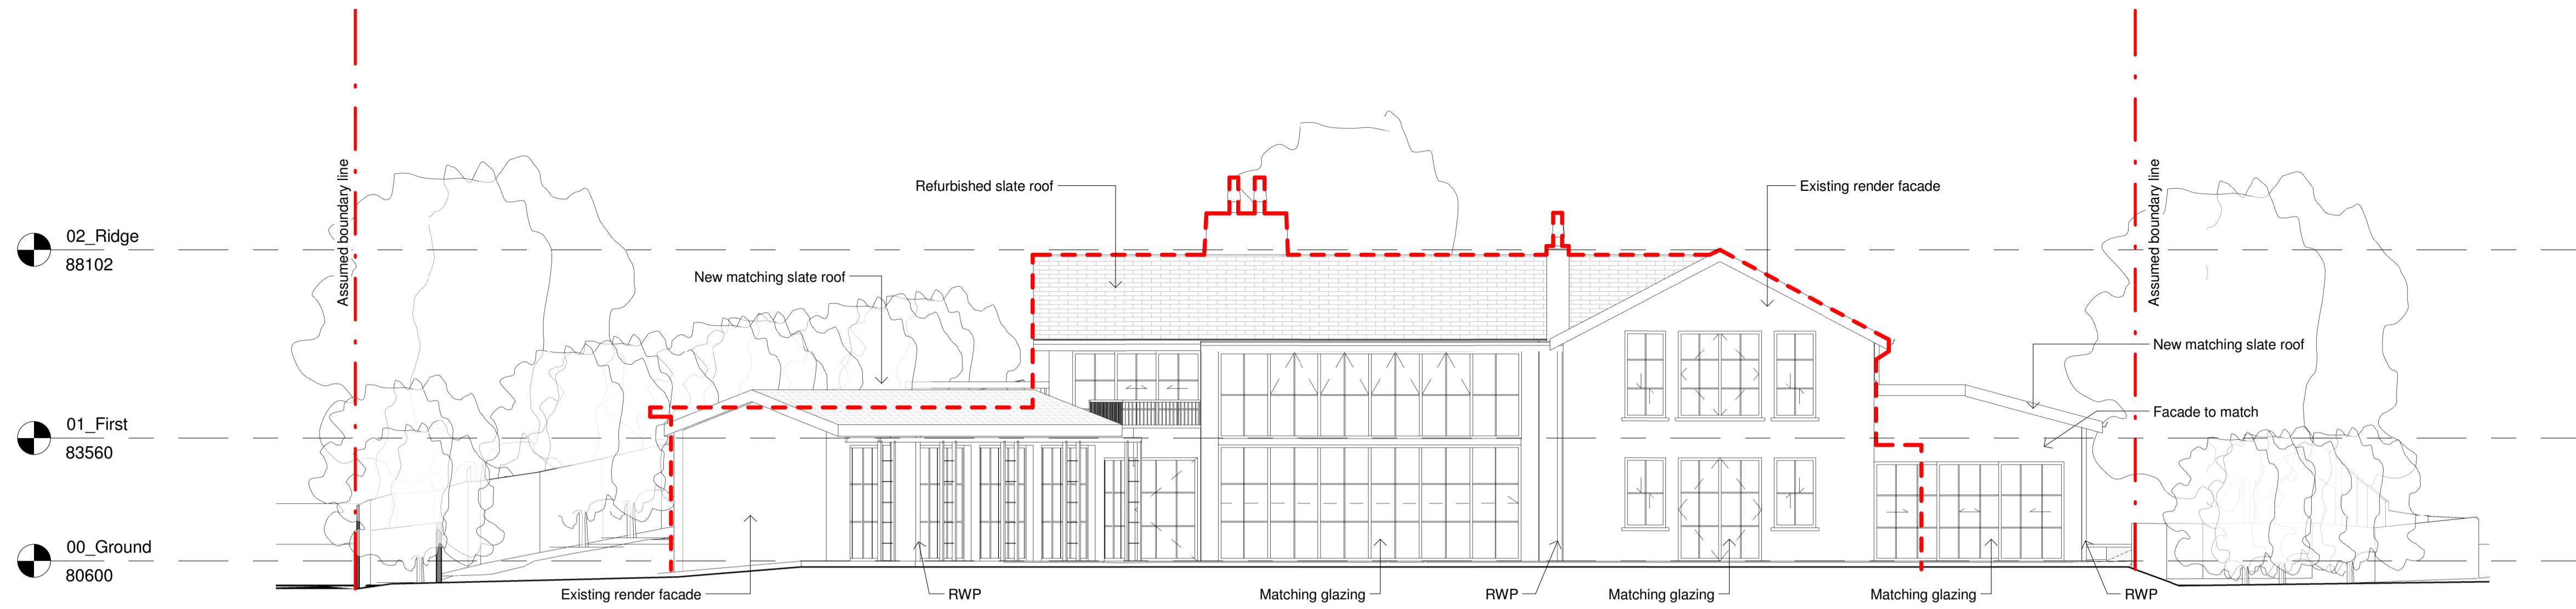 Assumed boundary line
Assumed boundary line
Refurbished slate roof
Existing render facade
02_Ridge
88102
New matching slate roof
New matching slate roof
Facade to match
01_First
83560
00_Ground
80600
Existing render facade
RWP
Matching glazing
RWP
Matching glazing
Matching glazing
RWP